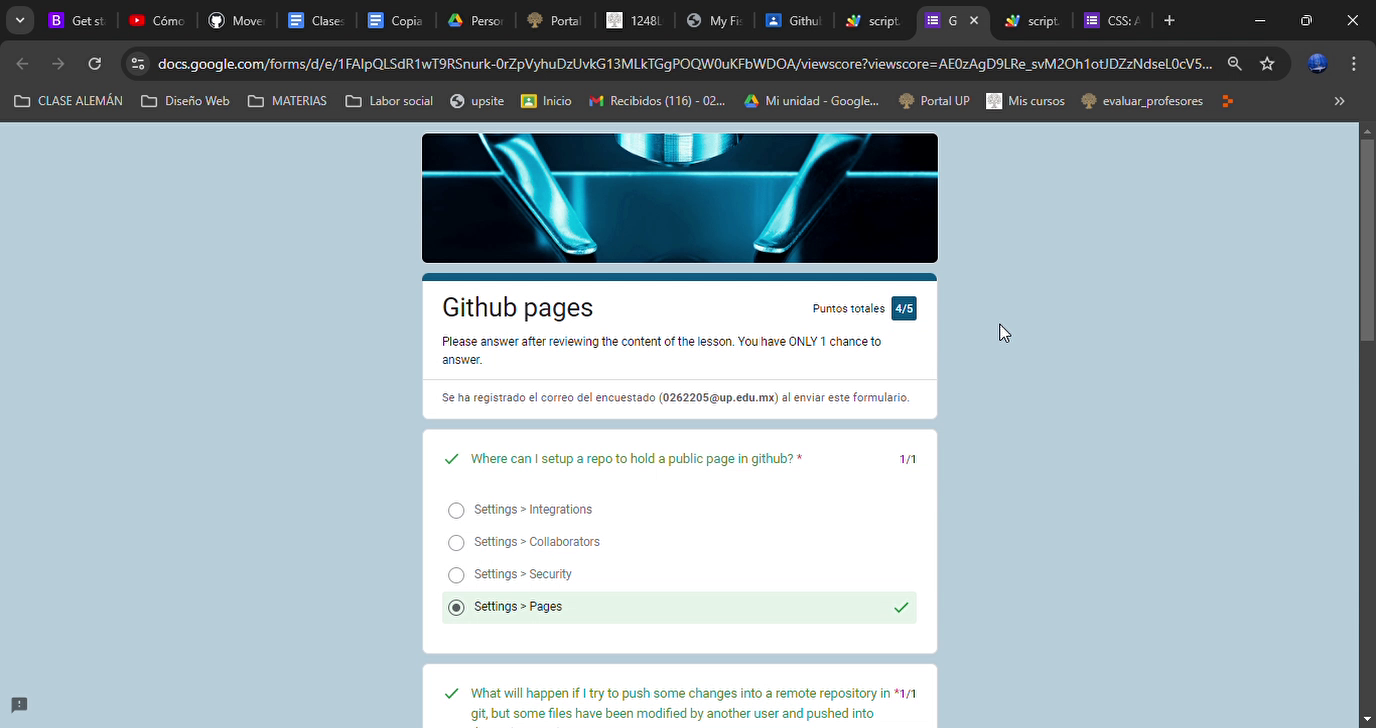 Get st
Cómo
Move
Clase
Copia
Perso
Portal
1248
My Fi
Githu
script.
G
script.
CSS: A
docs.google.com/forms/d/e/1FAIpQLSdR1wT9RSnurk-0rZpVyhuDzUvkG13MLkTGgPOQW0uKFbWDOA/viewscore?viewscore=AE0zAgD9LRe_svM2Oh1otJDZzNdseL0cV5...
CLASE ALEMÁN
Diseño Web
MATERIAS
Labor social
upsite
Inicio
Recibidos (116) - 02...
Mi unidad - Google...
Portal UP
Mis cursos
evaluar_profesores
Github pages
Puntos totales 4/5
Please answer after reviewing the content of the lesson. You have ONLY 1 chance to
answer.
Se ha registrado el correo del encuestado (0262205@up.edu.mx) al enviar este formulario.
Where can I setup a repo to hold a public page in github? * 1/1
Settings > Integrations
Settings > Collaborators
Settings > Security
Settings > Pages
What will happen if I try to push some changes into a remote repository in *1/1
git, but some files have been modified by another user and pushed into